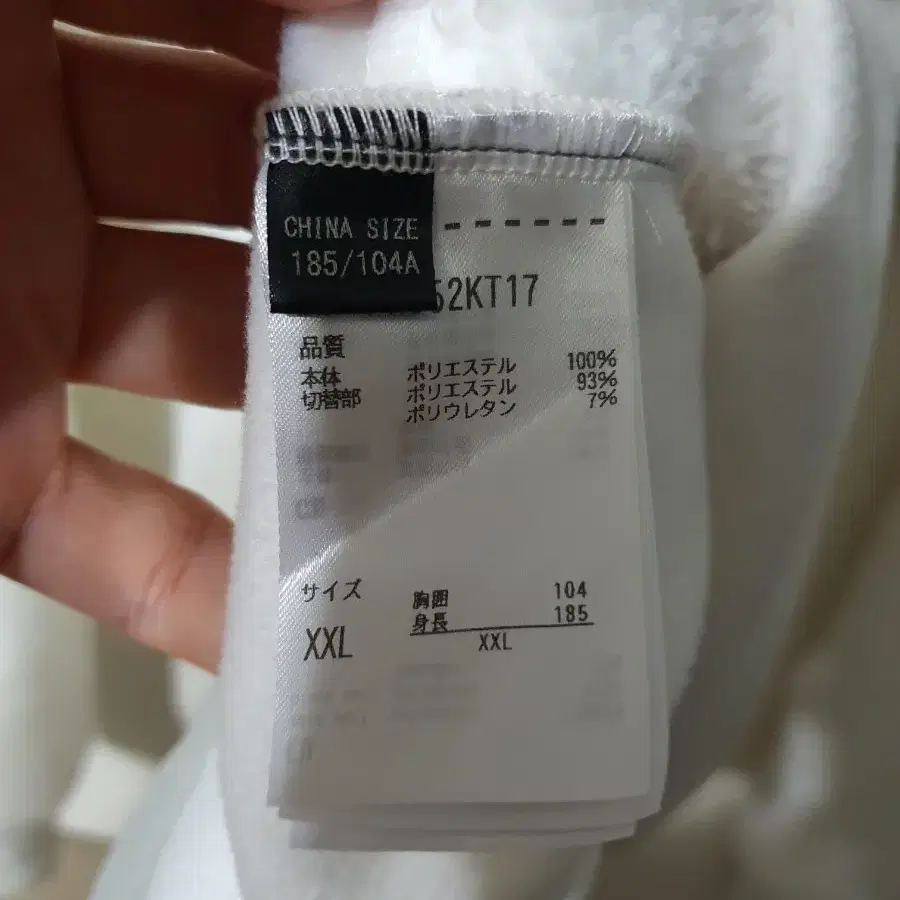 CHINA SIZE
185/104A
52KT17
品質
本体 ポリエステル 100%
切替部 ポリエステル 93%
ポリウレタン 7%
サイズ
胸囲 104
身長 185
XXL
XXL